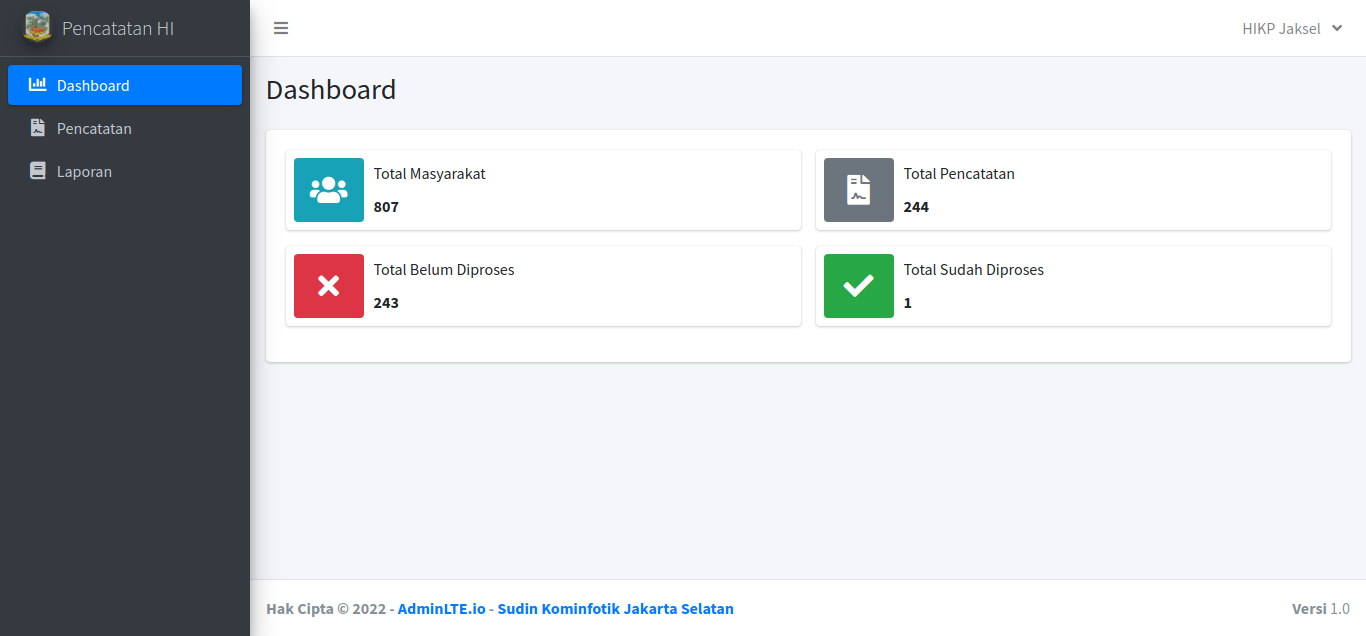 Pencatatan HI
HIKP Jaksel
Dashboard
Pencatatan
Laporan
Dashboard
Total Masyarakat
807
Total Pencatatan
244
Total Belum Diproses
243
Total Sudah Diproses
1
Hak Cipta © 2022 - AdminLTE.io - Sudin Kominfotik Jakarta Selatan
Versi 1.0